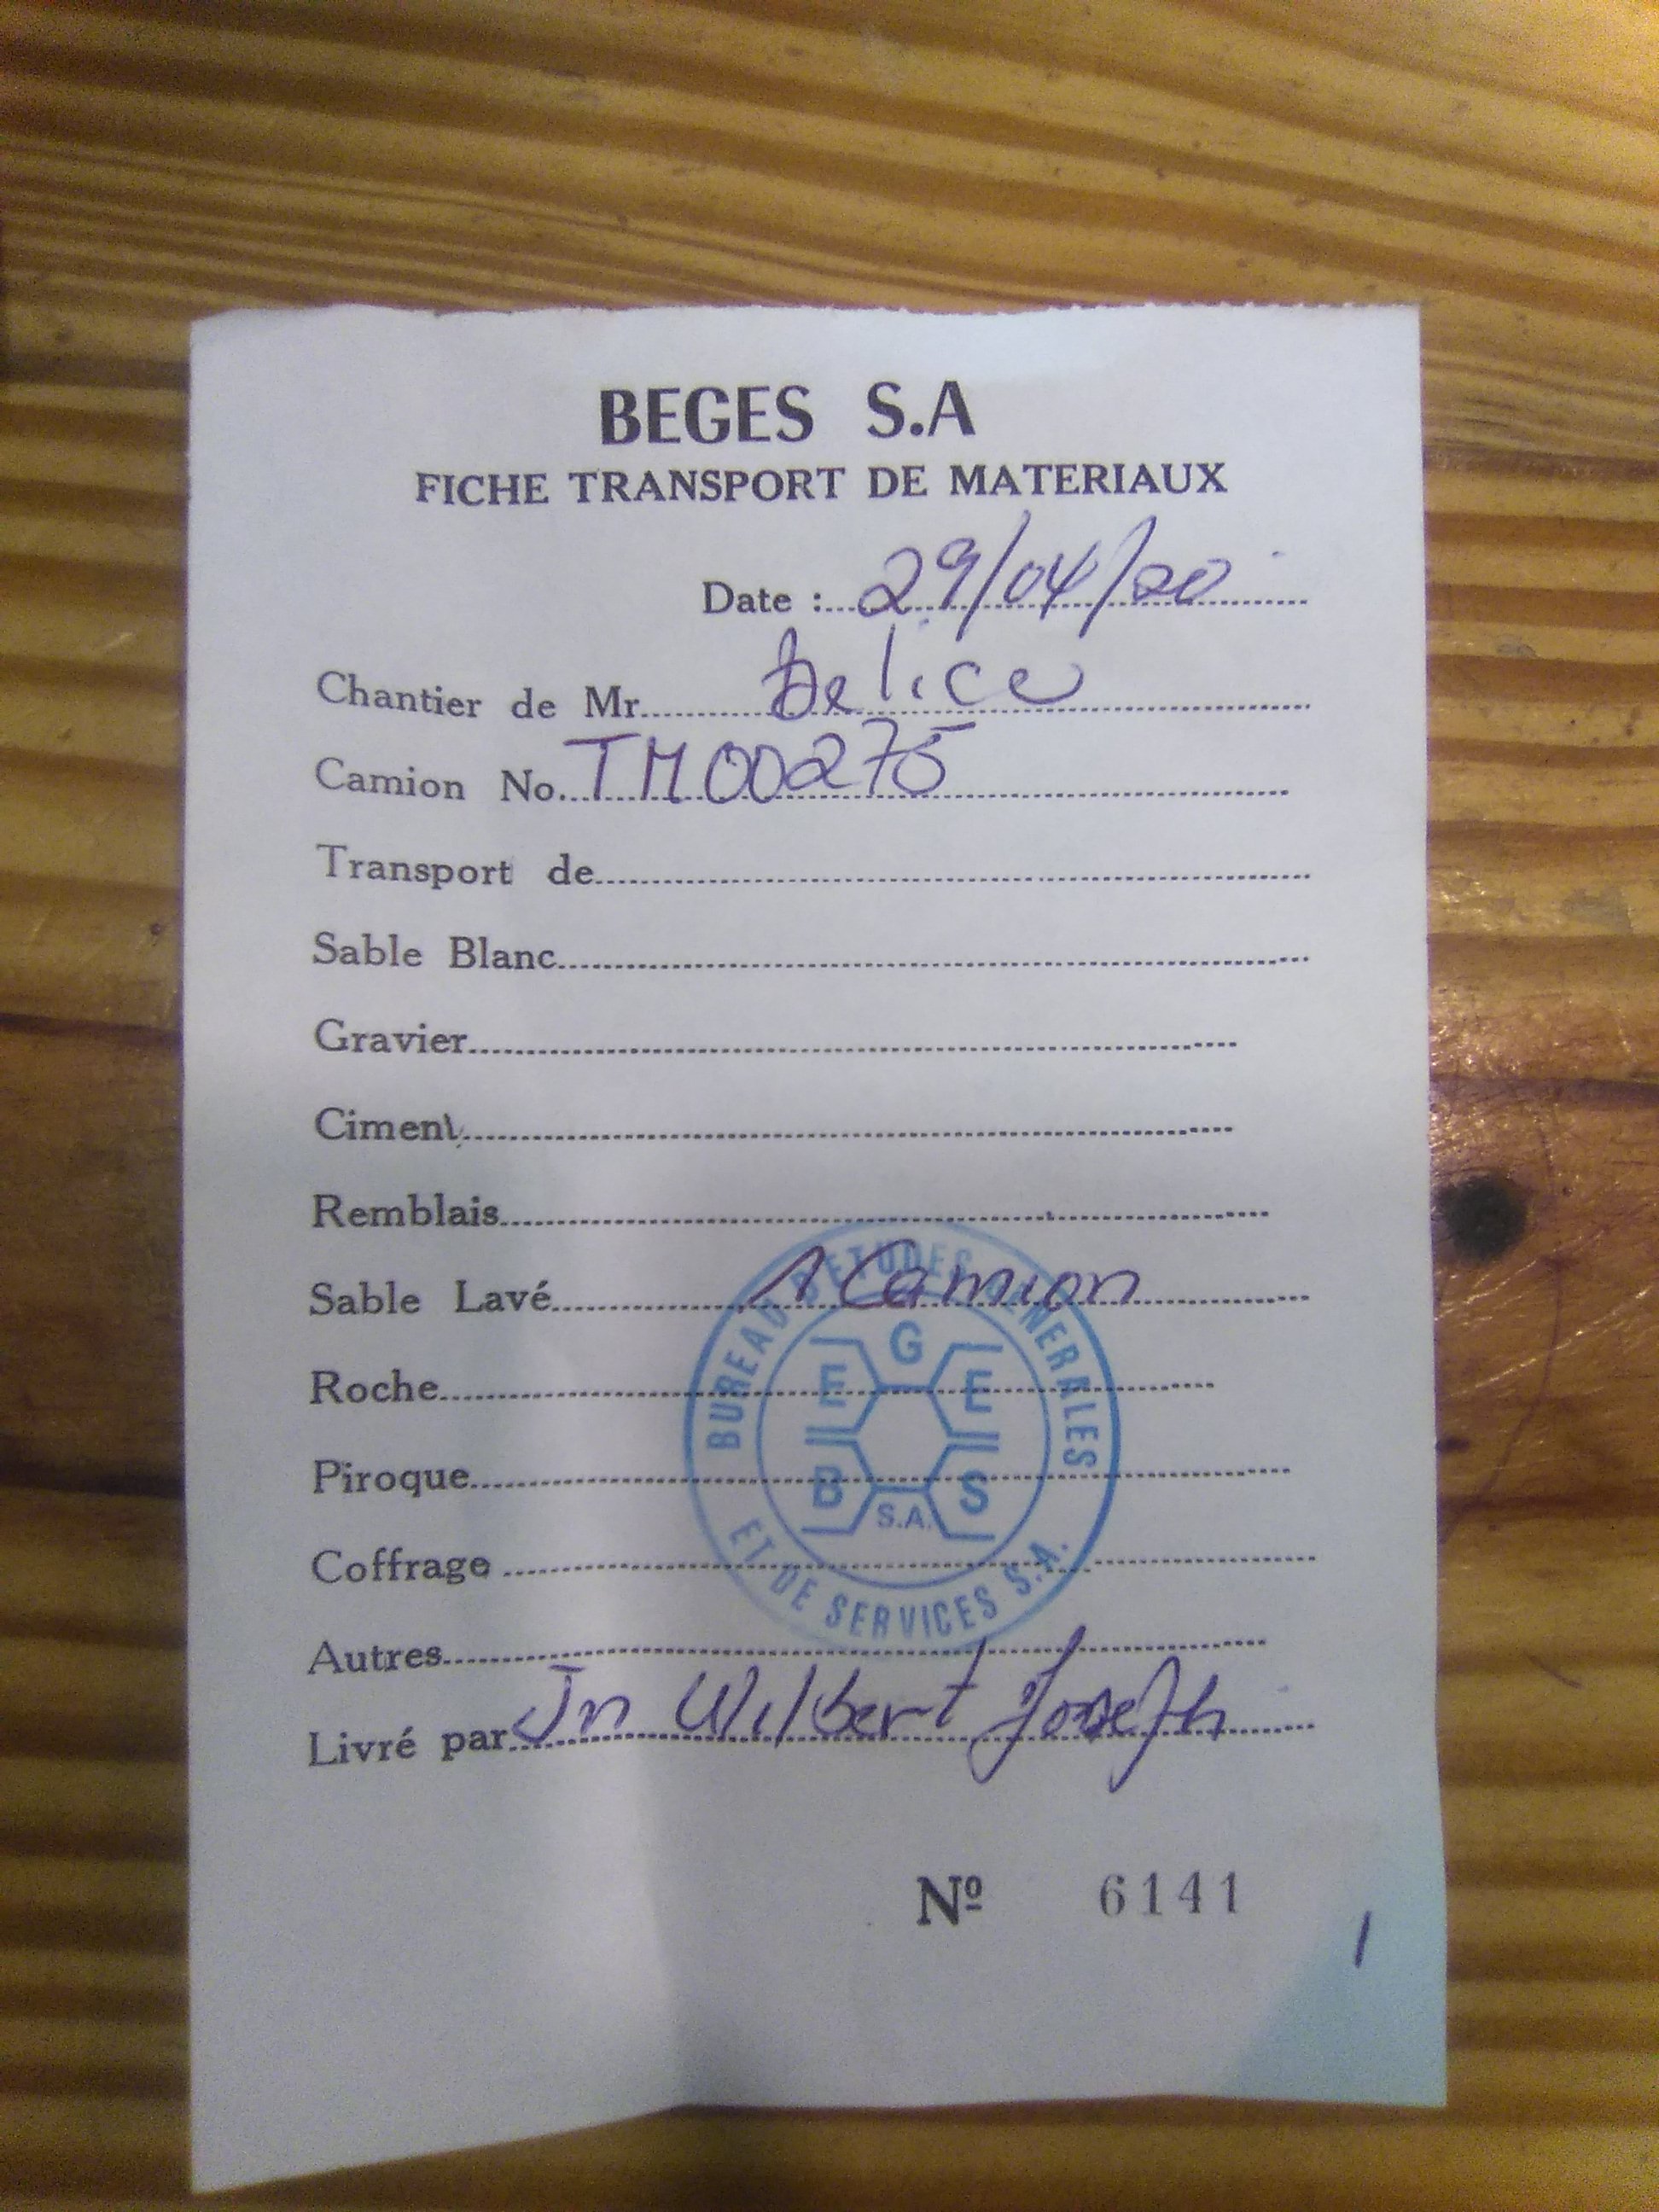 BEGES S.A
FICHE TRANSPORT DE MATERIAUX
Date : 29/04/20
Chantier de Mr. Delice
Camion No. TM00275
Transport de
Sable Blanc
Gravier
Ciment
Remblais
Sable Lavé 1 Camion
Roche
Piroque
Coffrage
Autres
Livré par Jn Wilbert Joseph
BUREAU D'ETUDES GENERALES
ET DE SERVICES S.A.
B E G E S
S.A.
Nº 6141